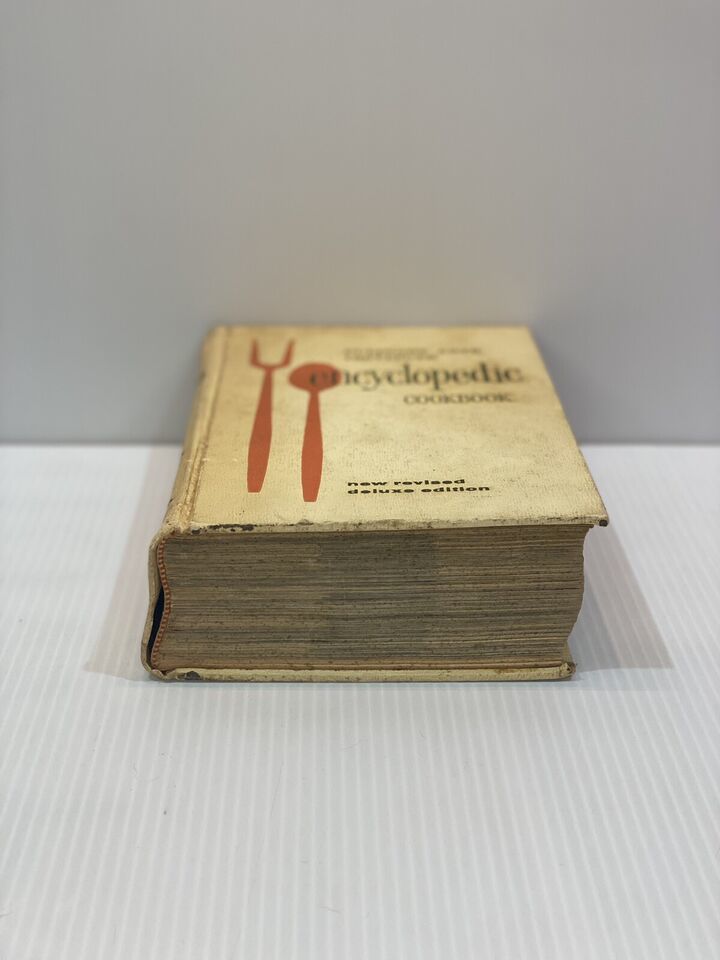 encyclopedic
COOKBOOK
new revised
deluxe edition